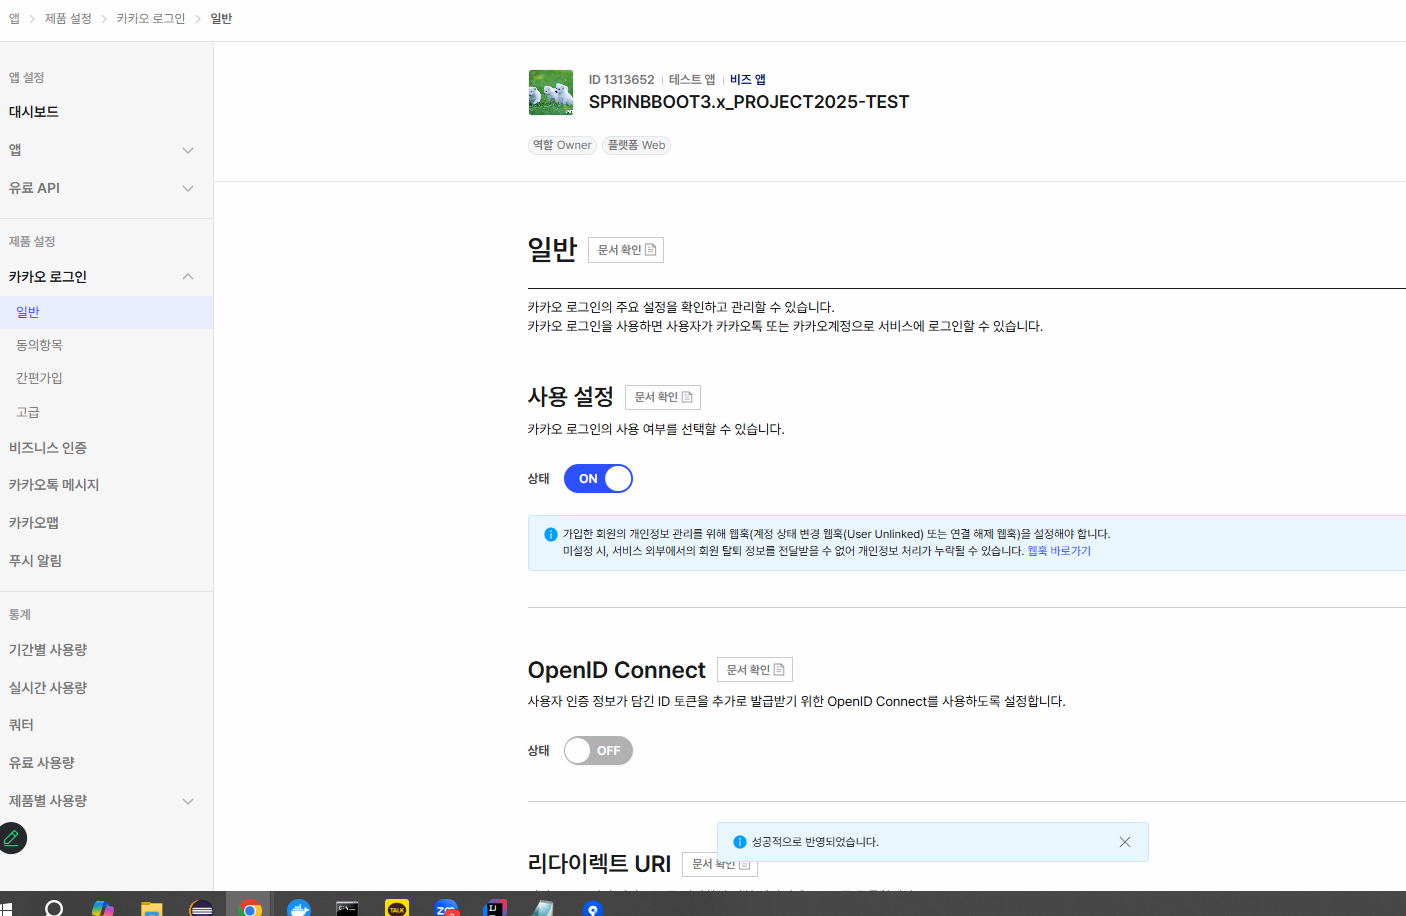 앱 > 제품 설정 > 카카오 로그인 > 일반
앱 설정
대시보드
앱
유료 API
제품 설정
카카오 로그인
일반
동의항목
간편가입
고급
비즈니스 인증
카카오톡 메시지
카카오맵
푸시 알림
통계
기간별 사용량
실시간 사용량
쿼터
유료 사용량
제품별 사용량
ID 1313652 | 테스트 앱 | 비즈 앱
SPRINBBOOT3.x_PROJECT2025-TEST
역할 Owner 플랫폼 Web
일반 문서 확인
카카오 로그인의 주요 설정을 확인하고 관리할 수 있습니다.
카카오 로그인을 사용하면 사용자가 카카오톡 또는 카카오계정으로 서비스에 로그인할 수 있습니다.
사용 설정 문서 확인
카카오 로그인의 사용 여부를 선택할 수 있습니다.
상태 ON
가입한 회원의 개인정보 관리를 위해 웹훅(계정 상태 변경 웹훅(User Unlinked) 또는 연결 해제 웹훅)을 설정해야 합니다.
미설정 시, 서비스 외부에서의 회원 탈퇴 정보를 전달받을 수 없어 개인정보 처리가 누락될 수 있습니다. 웹훅 바로가기
OpenID Connect 문서 확인
사용자 인증 정보가 담긴 ID 토큰을 추가로 발급받기 위한 OpenID Connect를 사용하도록 설정합니다.
상태 OFF
성공적으로 반영되었습니다.
리다이렉트 URI 문서 확인
TALK
IJ